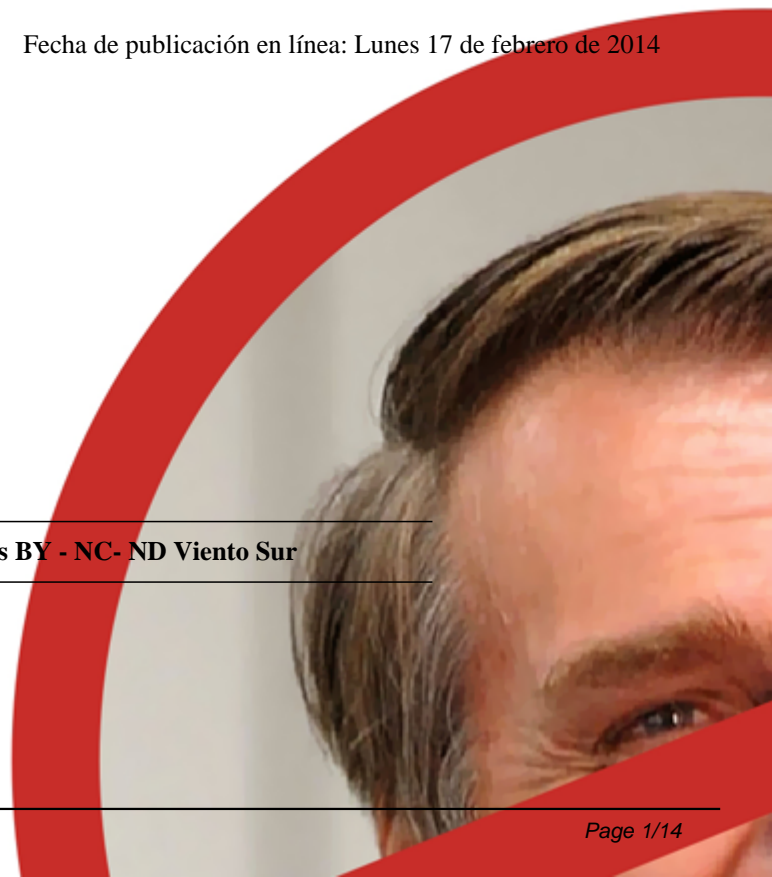 Fecha de publicación en línea: Lunes 17 de febrero de 2014
s BY - NC- ND Viento Sur
Page 1/14